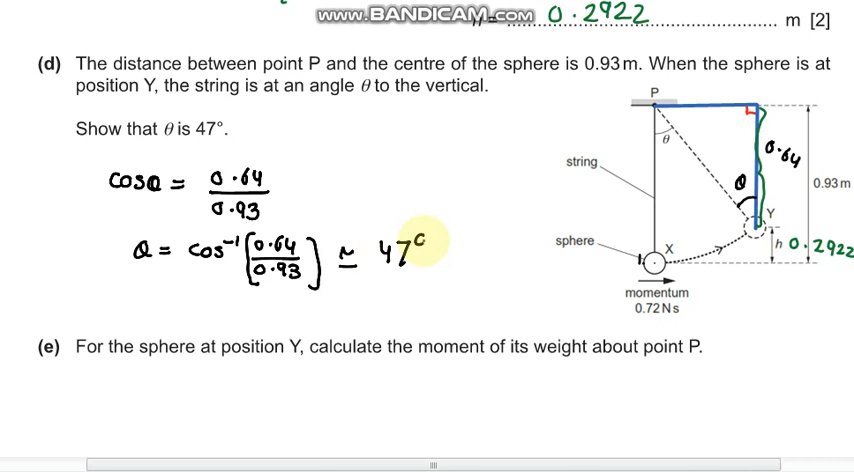 www.BANDICAM.com
H = 0.2922 m [2]
(d) The distance between point P and the centre of the sphere is 0.93 m. When the sphere is at
position Y, the string is at an angle θ to the vertical.
Show that θ is 47°.
cosθ = 0.64
0.93
θ = cos⁻¹ [0.64
0.93] ≃ 47°
P
θ
string
θ
0.64
0.93 m
Y
sphere
X
h 0.2922
momentum
0.72 N s
(e) For the sphere at position Y, calculate the moment of its weight about point P.